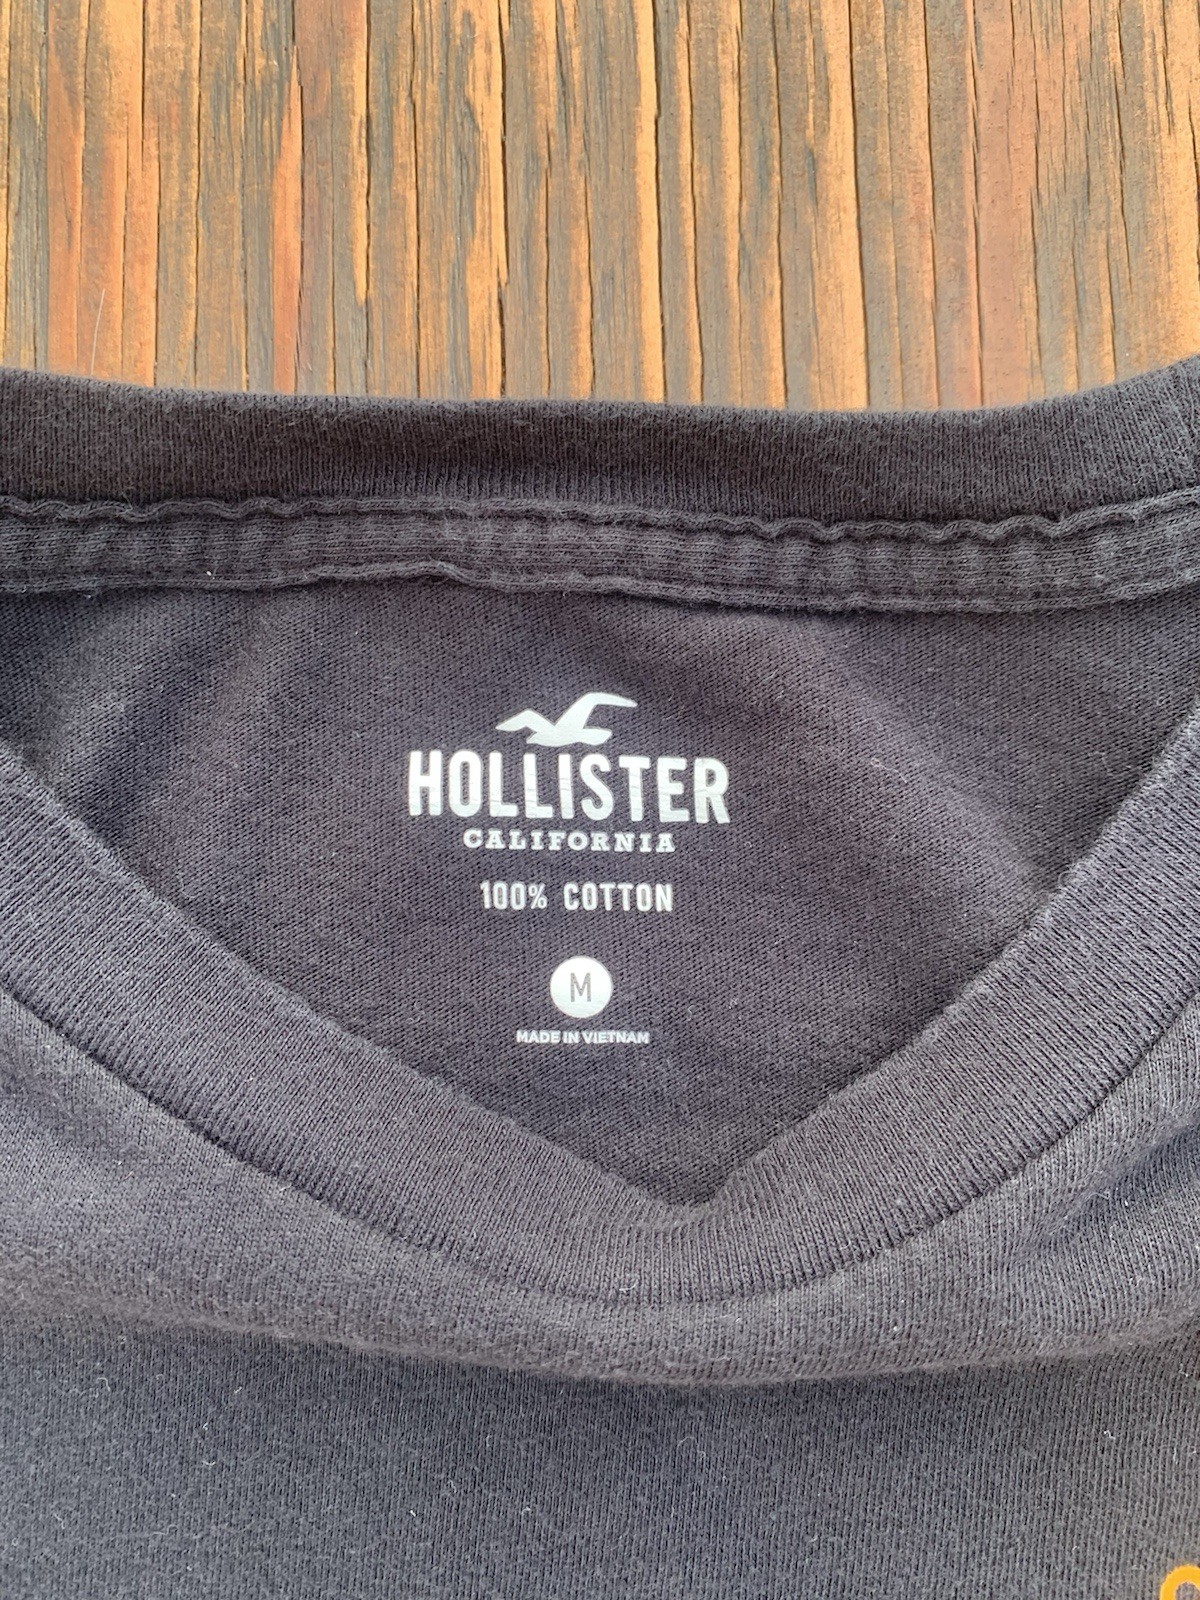 HOLLISTER
CALIFORNIA
100% COTTON
M
MADE IN VIETNAM